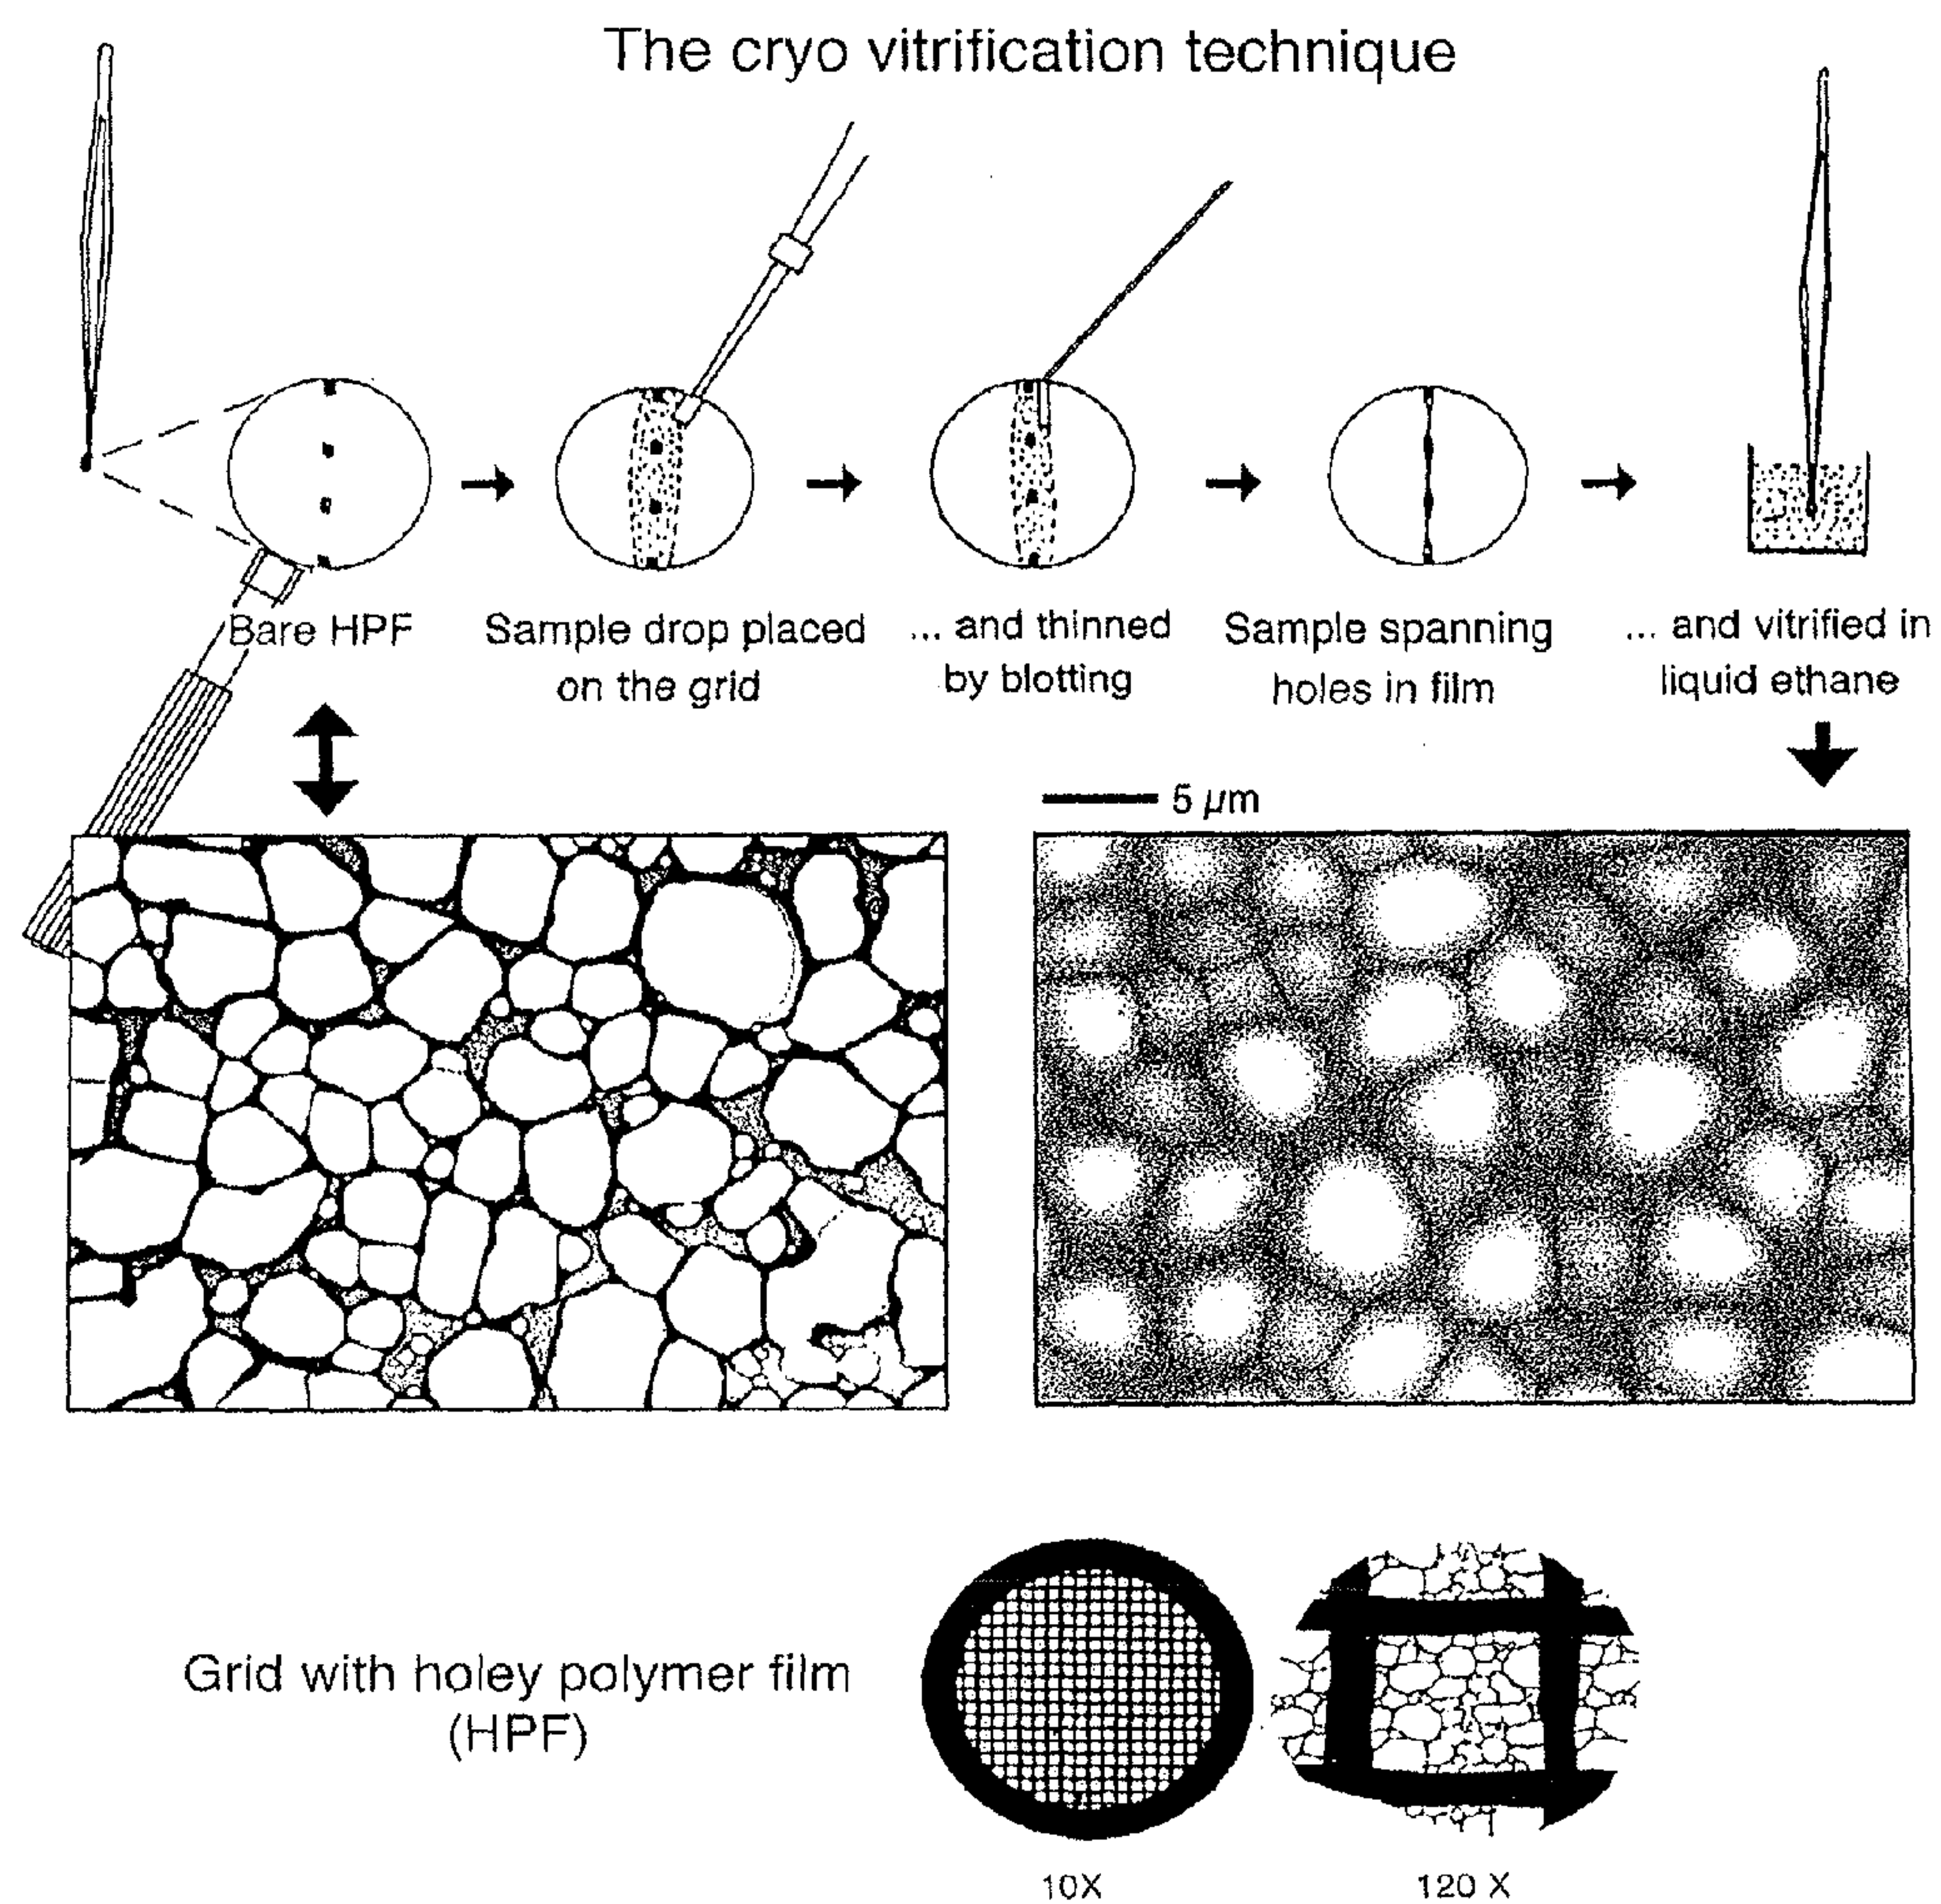 The cryo vitrification technique
Bare HPF
Sample drop placed
on the grid
... and thinned
by blotting
Sample spanning
holes in film
... and vitrified in
liquid ethane
5 μm
Grid with holey polymer film
(HPF)
10X
120 X